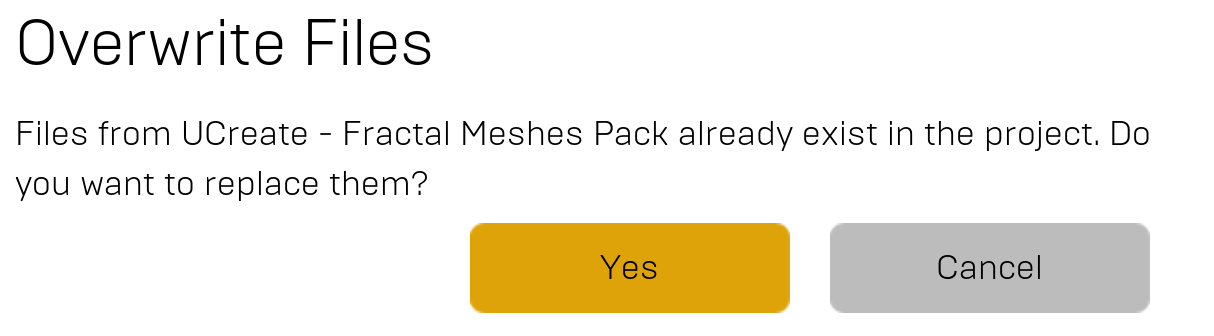 Overwrite Files
Files from UCreate - Fractal Meshes Pack already exist in the project. Do
you want to replace them?
Yes
Cancel